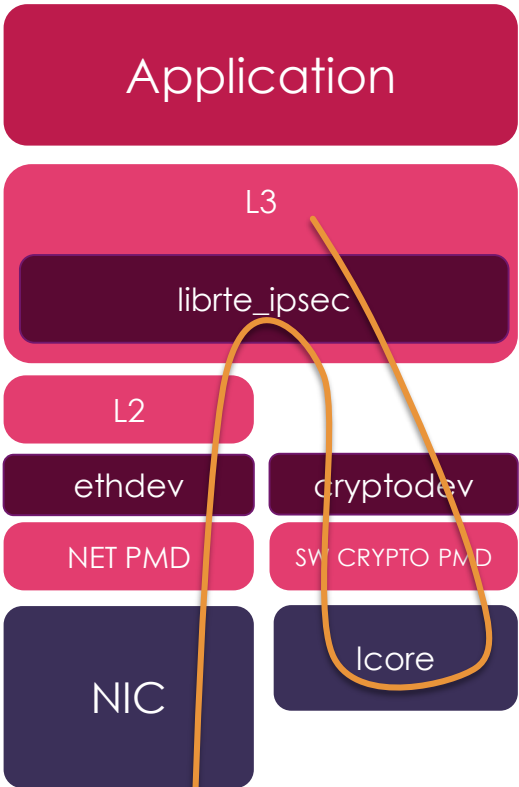 Application
L3
librte_ipsec
L2
ethdev
cryptodev
NET PMD
SW CRYPTO PMD
NIC
lcore